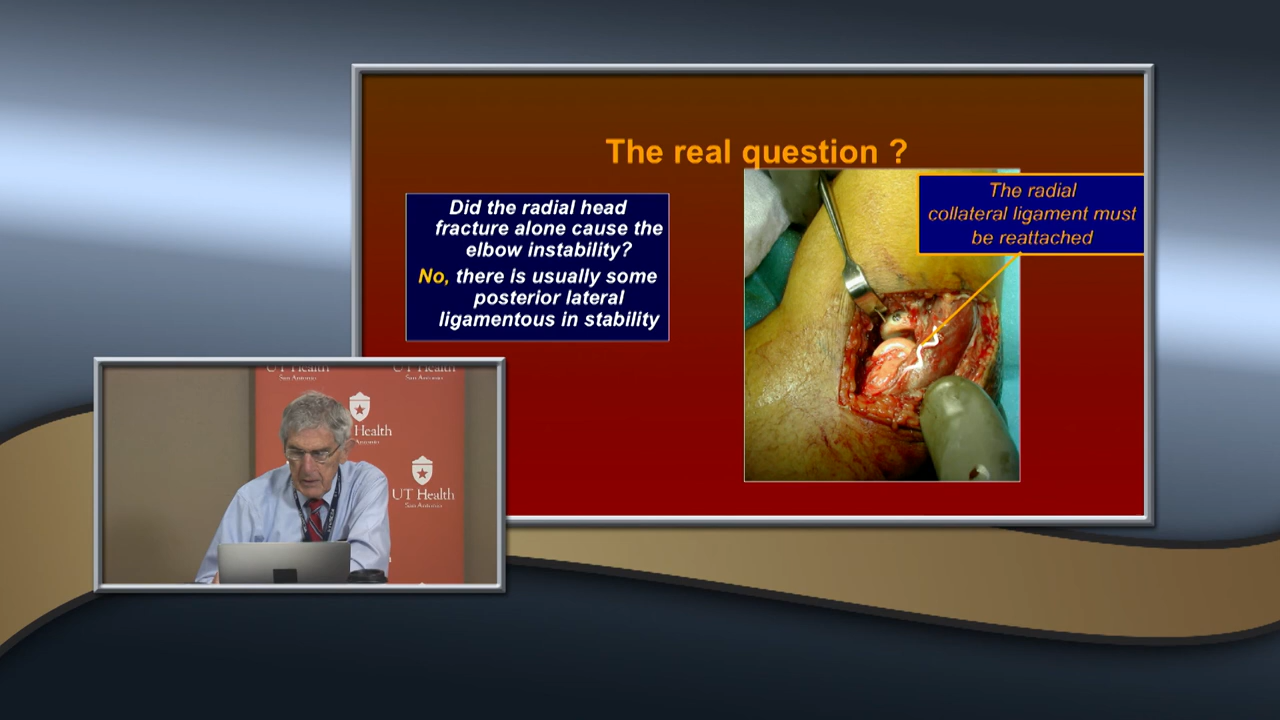 The real question ?
Did the radial head
fracture alone cause the
elbow instability?
No, there is usually some
posterior lateral
ligamentous in stability
The radial
collateral ligament must
be reattached
UT Health
San Antonio
UT Health
San Antonio
Health
Antonio
UT Health
San Antonio